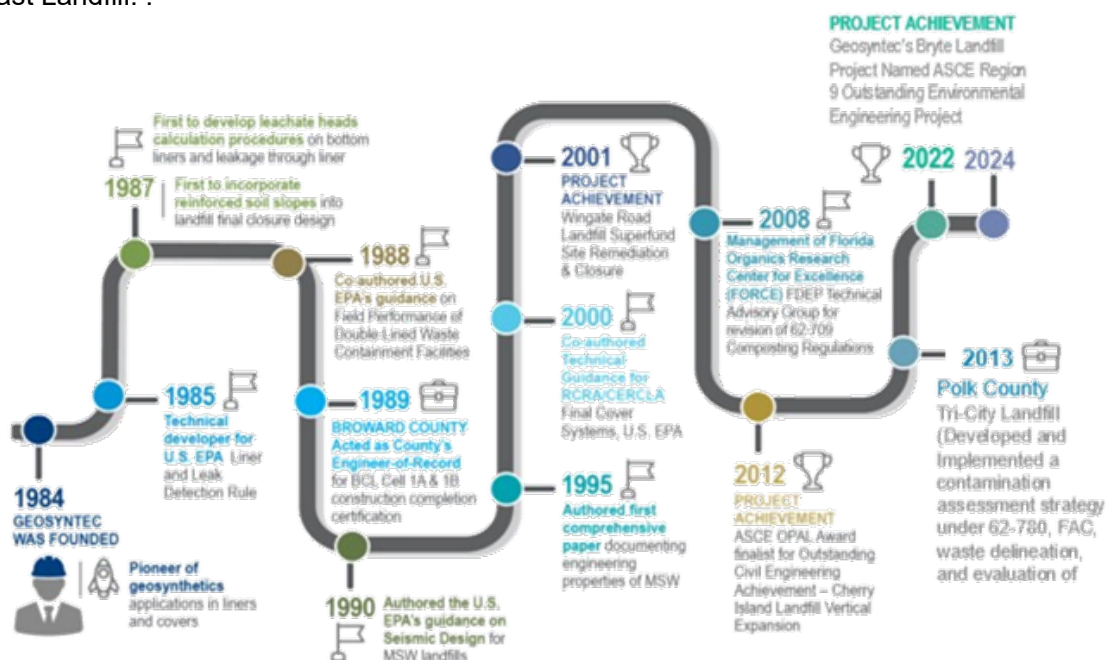 ast Landfill. .
PROJECT ACHIEVEMENT
Geosyntec's Bryte Landfill
Project Named ASCE Region
9 Outstanding Environmental
Engineering Project
First to develop leachate heads
calculation procedures on bottom
liners and leakage through liner
1987
First to incorporate
reinforced soil slopes into
landfill final closure design
1988
Co-authored U.S.
EPA's guidance on
Field Performance of
Double-Lined Waste
Containment Facilities
2001
PROJECT
ACHIEVEMENT
Wingate Road
Landfill Superfund
Site Remediation
& Closure
2008
Management of Florida
Organics Research
Center for Excellence
(FORCE) FDEP Technical
Advisory Group for
revision of 62-709
Composting Regulations
2022 2024
1985
Technical
developer for
U.S. EPA Liner
and Leak
Detection Rule
1989
BROWARD COUNTY
Acted as County's
Engineer-of-Record
for BCL Cell 1A & 1B
construction completion
certification
2000
Co-authored
Technical
Guidance for
RCRA/CERCLA
Final Cover
Systems, U.S. EPA
2013
Polk County
Tri-City Landfill
(Developed and
Implemented a
contamination
assessment strategy
under 62-780, FAC,
waste delineation,
and evaluation of
1984
GEOSYNTEC
WAS FOUNDED
Pioneer of
geosynthetics
applications in liners
and covers
1990
Authored the U.S.
EPA's guidance on
Seismic Design for
MSW landfills
1995
Authored first
comprehensive
paper documenting
engineering
properties of MSW
2012
PROJECT
ACHIEVEMENT
ASCE OPAL Award
finalist for Outstanding
Civil Engineering
Achievement – Cherry
Island Landfill Vertical
Expansion